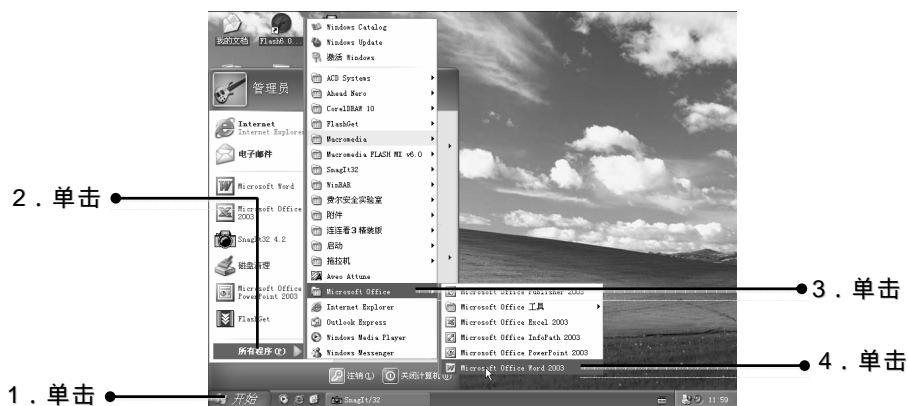 我的文档 Flash6.0...
管理员
Internet
Internet Explorer
电子邮件
Microsoft Word
Microsoft Office
2003
SnagIt32 4.2
磁盘清理
Microsoft Office
PowerPoint 2003
FlashGet
所有程序(P)
Windows Catalog
Windows Update
激活 Windows
ACD Systems
Ahead Nero
CorelDRAW 10
FlashGet
Macromedia
Macromedia FLASH MX v6.0
SnagIt32
WinRAR
费尔安全实验室
附件
连连看3精装版
启动
拖拉机
Aveo Attune
Microsoft Office
Internet Explorer
Outlook Express
Windows Media Player
Windows Messenger
Microsoft Office Publisher 2003
Microsoft Office 工具
Microsoft Office Excel 2003
Microsoft Office InfoPath 2003
Microsoft Office PowerPoint 2003
Microsoft Office Word 2003
注销(L) 关闭计算机(U)
开始 SnagIt/32 11:59
1．单击
2．单击
3．单击
4．单击